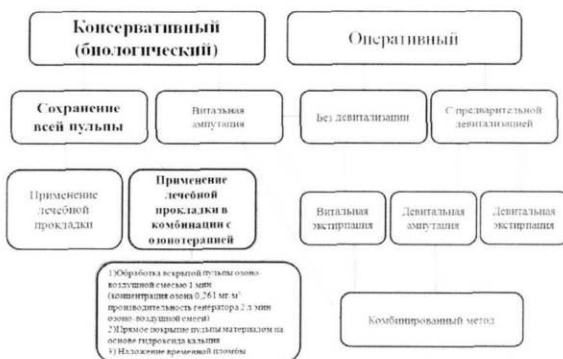 Консервативный
(биологический)
Оперативный
Сохранение
всей пульпы
Витальная
ампутация
Без девитализации
С предварительной
девитализацией
Применение
лечебной
прокладки
Применение
лечебной
прокладки в
комбинации с
озонотерапией
Витальная
экстирпация
Девитальная
ампутация
Девитальная
экстирпация
1)Обработка вскрытой пульпы озоно-
воздушной смесью 1 мин
(концентрация озона 0,261 мг/м³
производительность генератора 2 л/мин
озоно-воздушной смеси)
2)Прямое покрытие пульпы материалом на
основе гидроксида кальция
3) Наложение временной пломбы
Комбинированный метод